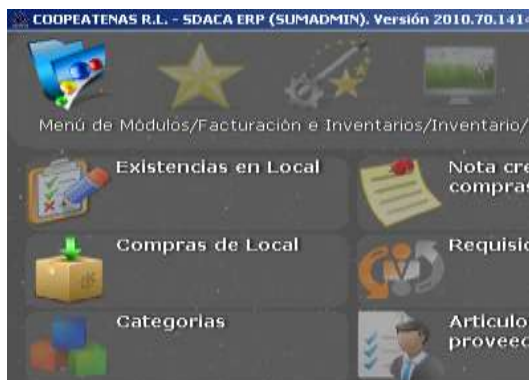 COOPEATENAS R.L. - SDACA ERP (SUMADMIN). Versión 2010.70.141
Menú de Módulos/Facturación e Inventarios/Inventario/
Existencias en Local
Nota cre
compras
Compras de Local
Requisic
Categorias
Articulo
proveed